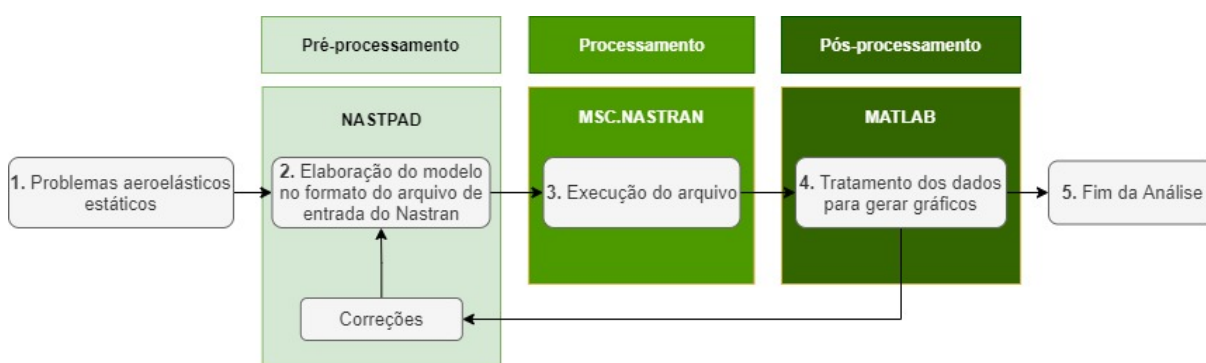 Pré-processamento
Processamento
Pós-processamento
NASTPAD
MSC.NASTRAN
MATLAB
1. Problemas aeroelásticos
estáticos
2. Elaboração do modelo
no formato do arquivo de
entrada do Nastran
3. Execução do arquivo
4. Tratamento dos dados
para gerar gráficos
5. Fim da Análise
Correções